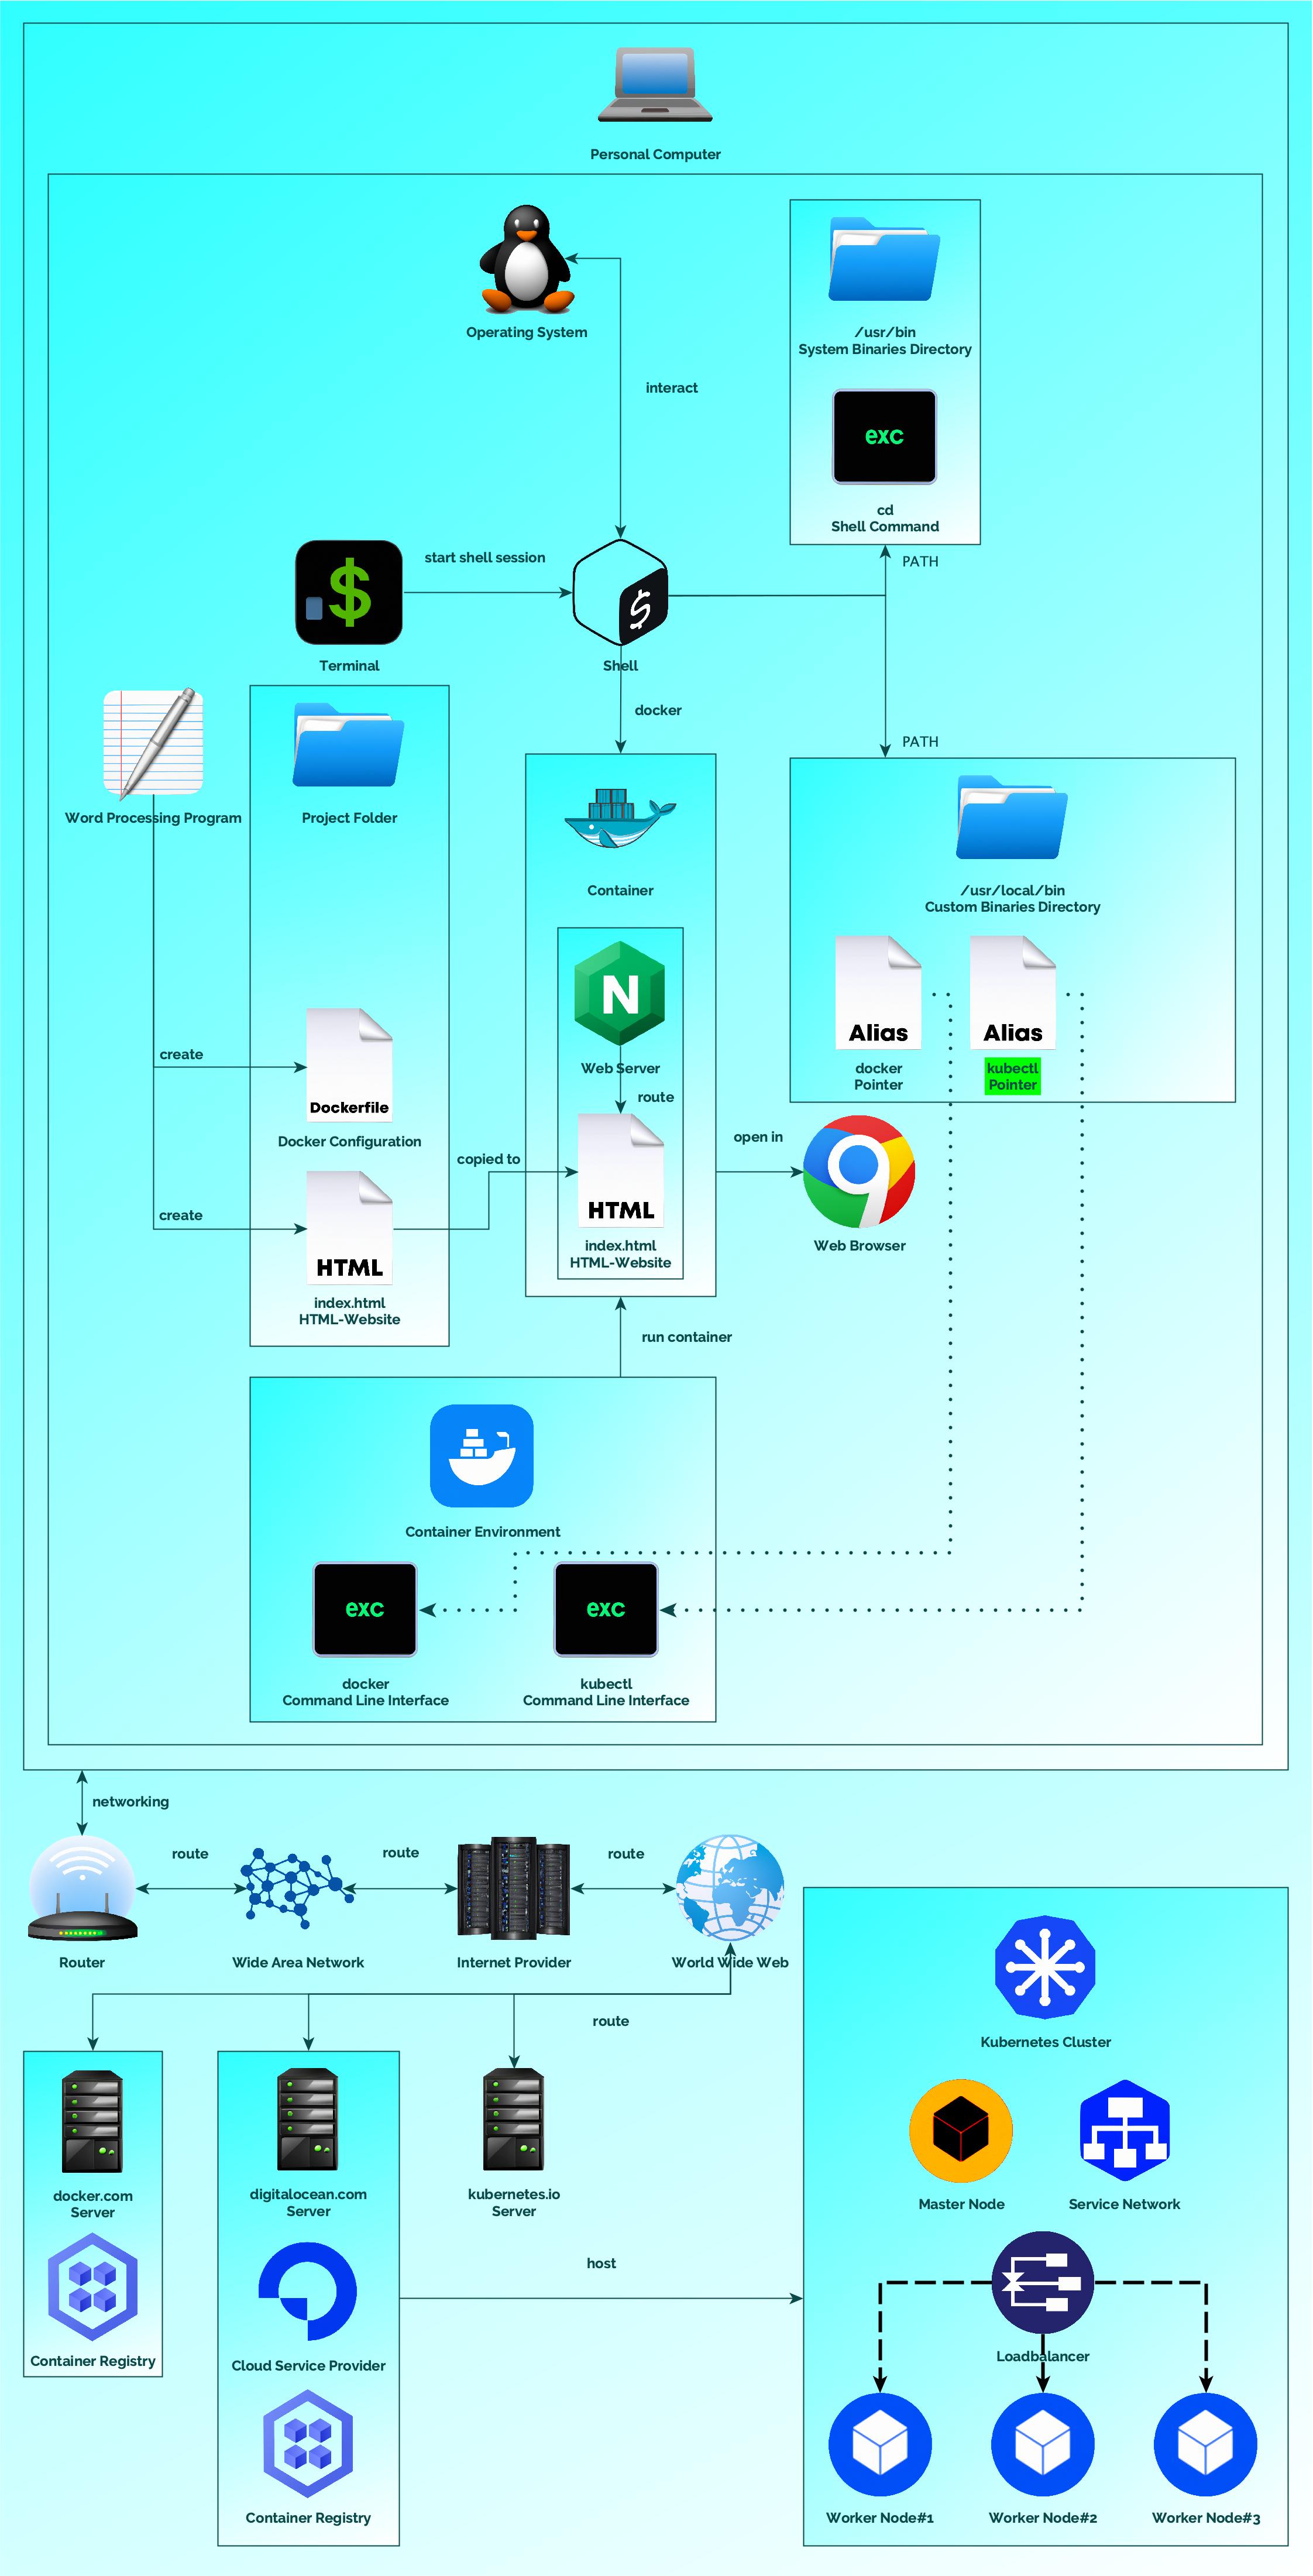 Personal Computer
Operating System
/usr/bin
System Binaries Directory
interact
exc
cd
Shell Command
start shell session
PATH
$
$
Terminal
Shell
docker
PATH
Word Processing Program
Project Folder
Container
/usr/local/bin
Custom Binaries Directory
N
Alias
Alias
create
Web Server
docker
Pointer
kubectl
Pointer
route
Dockerfile
Docker Configuration
open in
copied to
create
HTML
index.html
HTML-Website
Web Browser
HTML
index.html
HTML-Website
run container
Container Environment
exc
exc
docker
Command Line Interface
kubectl
Command Line Interface
networking
route
route
route
Router
Wide Area Network
Internet Provider
World Wide Web
route
Kubernetes Cluster
docker.com
Server
digitalocean.com
Server
kubernetes.io
Server
Master Node
Service Network
host
Container Registry
Cloud Service Provider
Loadbalancer
Container Registry
Worker Node#1
Worker Node#2
Worker Node#3